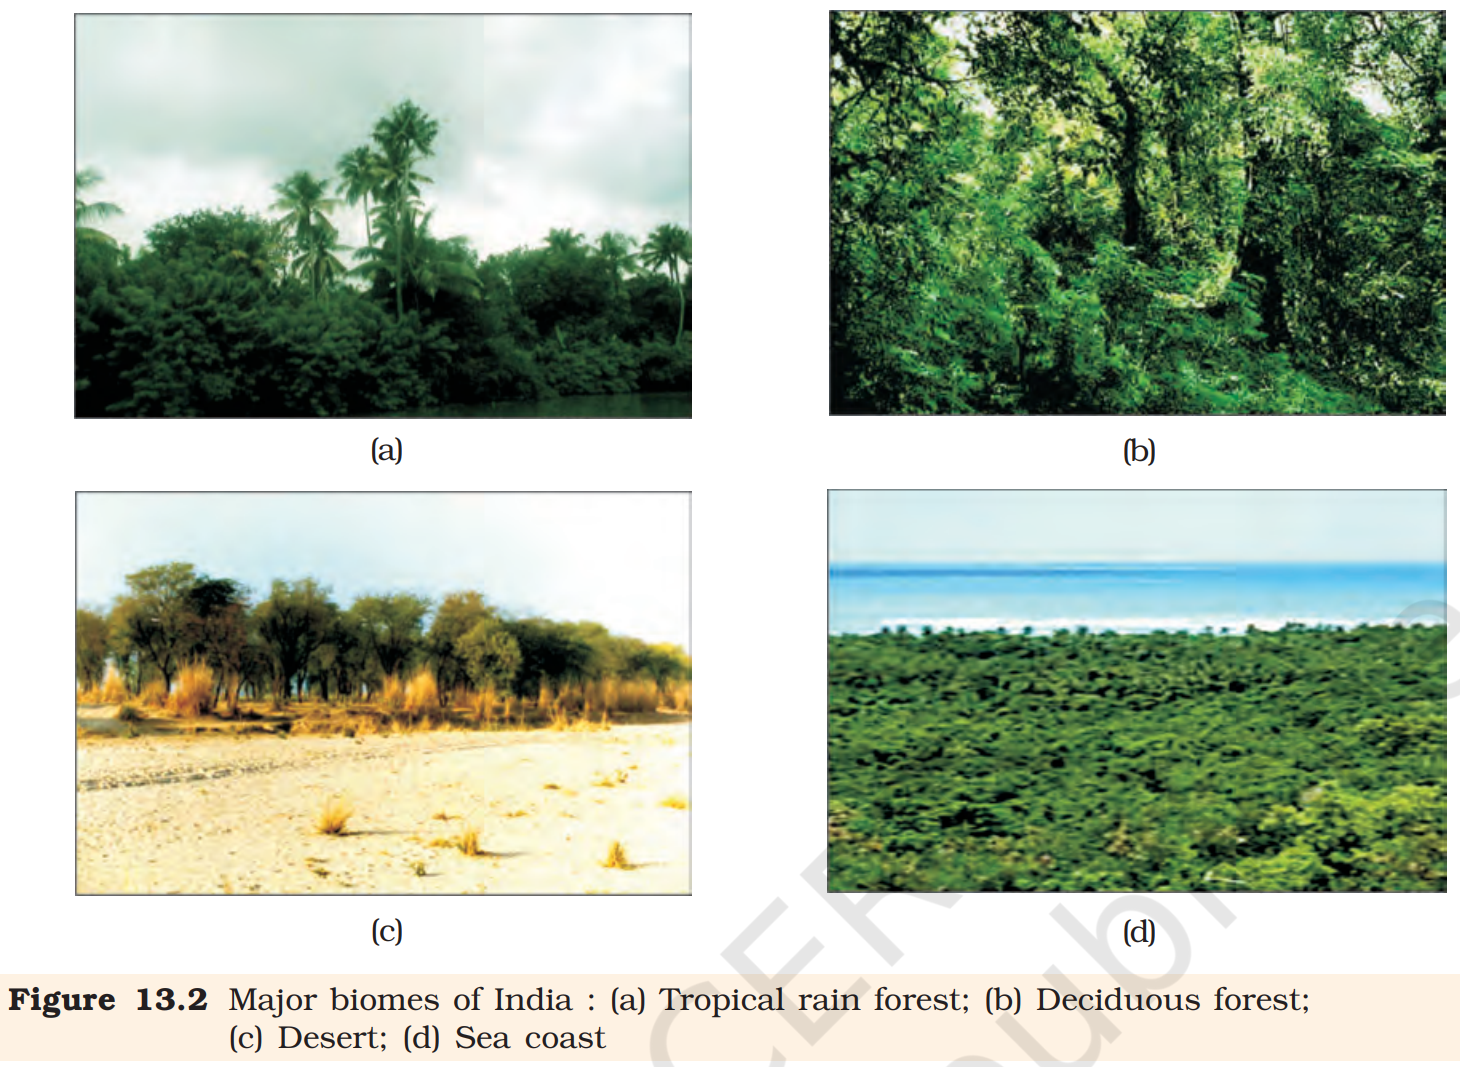 (a)
(b)
(c)
(d)
Figure 13.2 Major biomes of India : (a) Tropical rain forest; (b) Deciduous forest;
(c) Desert; (d) Sea coast